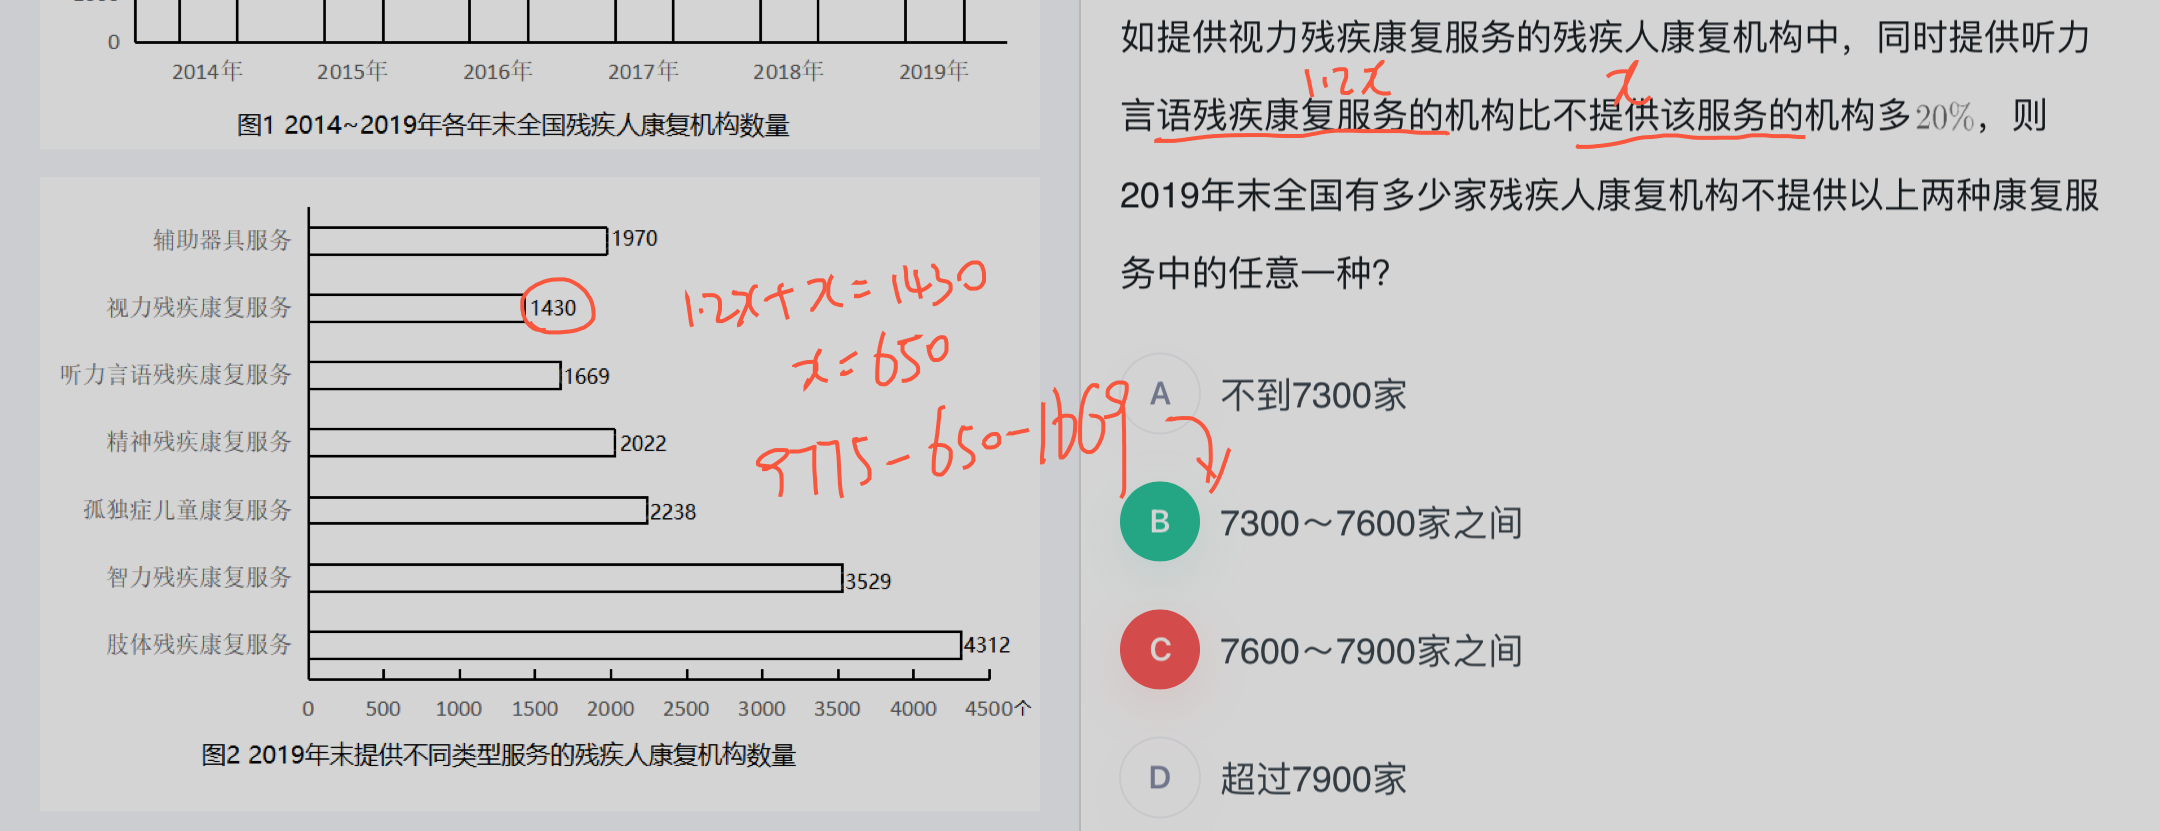 0
2014年 2015年 2016年 2017年 2018年 2019年
图1 2014~2019年各年末全国残疾人康复机构数量
辅助器具服务 1970
视力残疾康复服务 1430
听力言语残疾康复服务 1669
精神残疾康复服务 2022
孤独症儿童康复服务 2238
智力残疾康复服务 3529
肢体残疾康复服务 4312
0 500 1000 1500 2000 2500 3000 3500 4000 4500个
图2 2019年末提供不同类型服务的残疾人康复机构数量
1.2x+x=1430
x=650
9775-650-1669
如提供视力残疾康复服务的残疾人康复机构中，同时提供听力
1.2x x
言语残疾康复服务的机构比不提供该服务的机构多20%，则
2019年末全国有多少家残疾人康复机构不提供以上两种康复服
务中的任意一种？
A 不到7300家
B 7300～7600家之间
C 7600～7900家之间
D 超过7900家